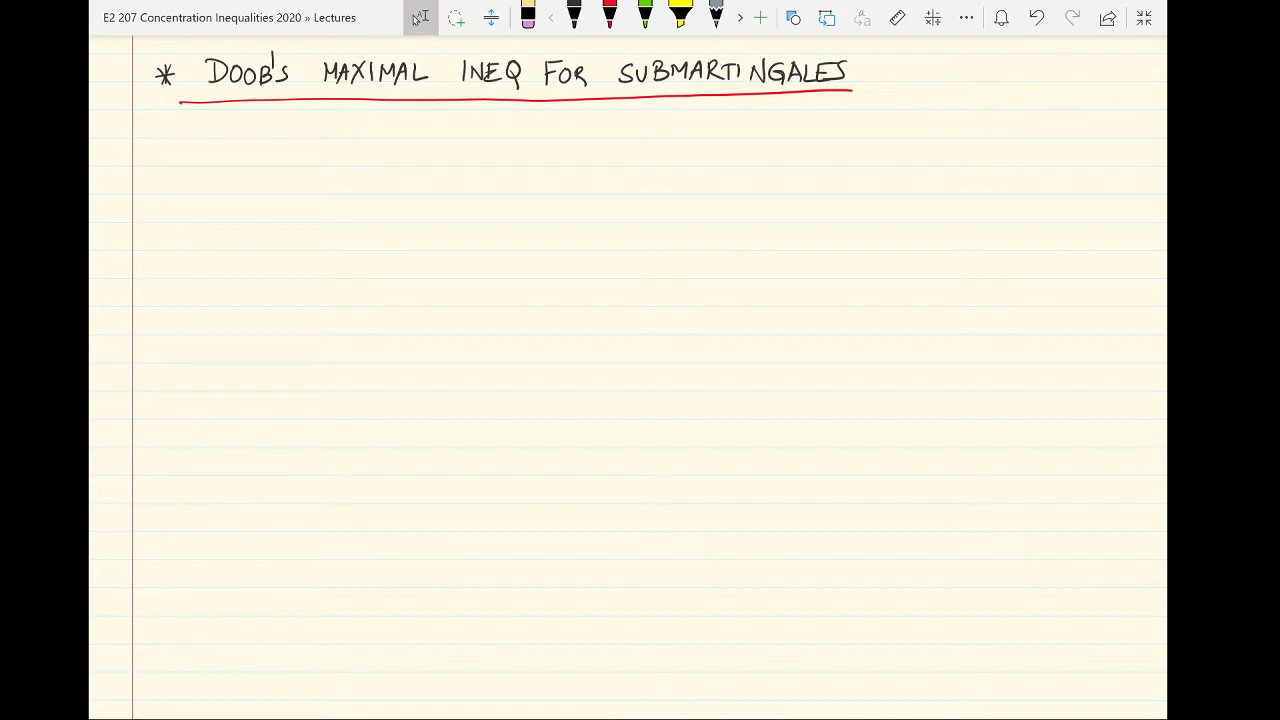 E2 207 Concentration Inequalities 2020 » Lectures
* DOOB'S MAXIMAL INEQ FOR SUBMARTINGALES